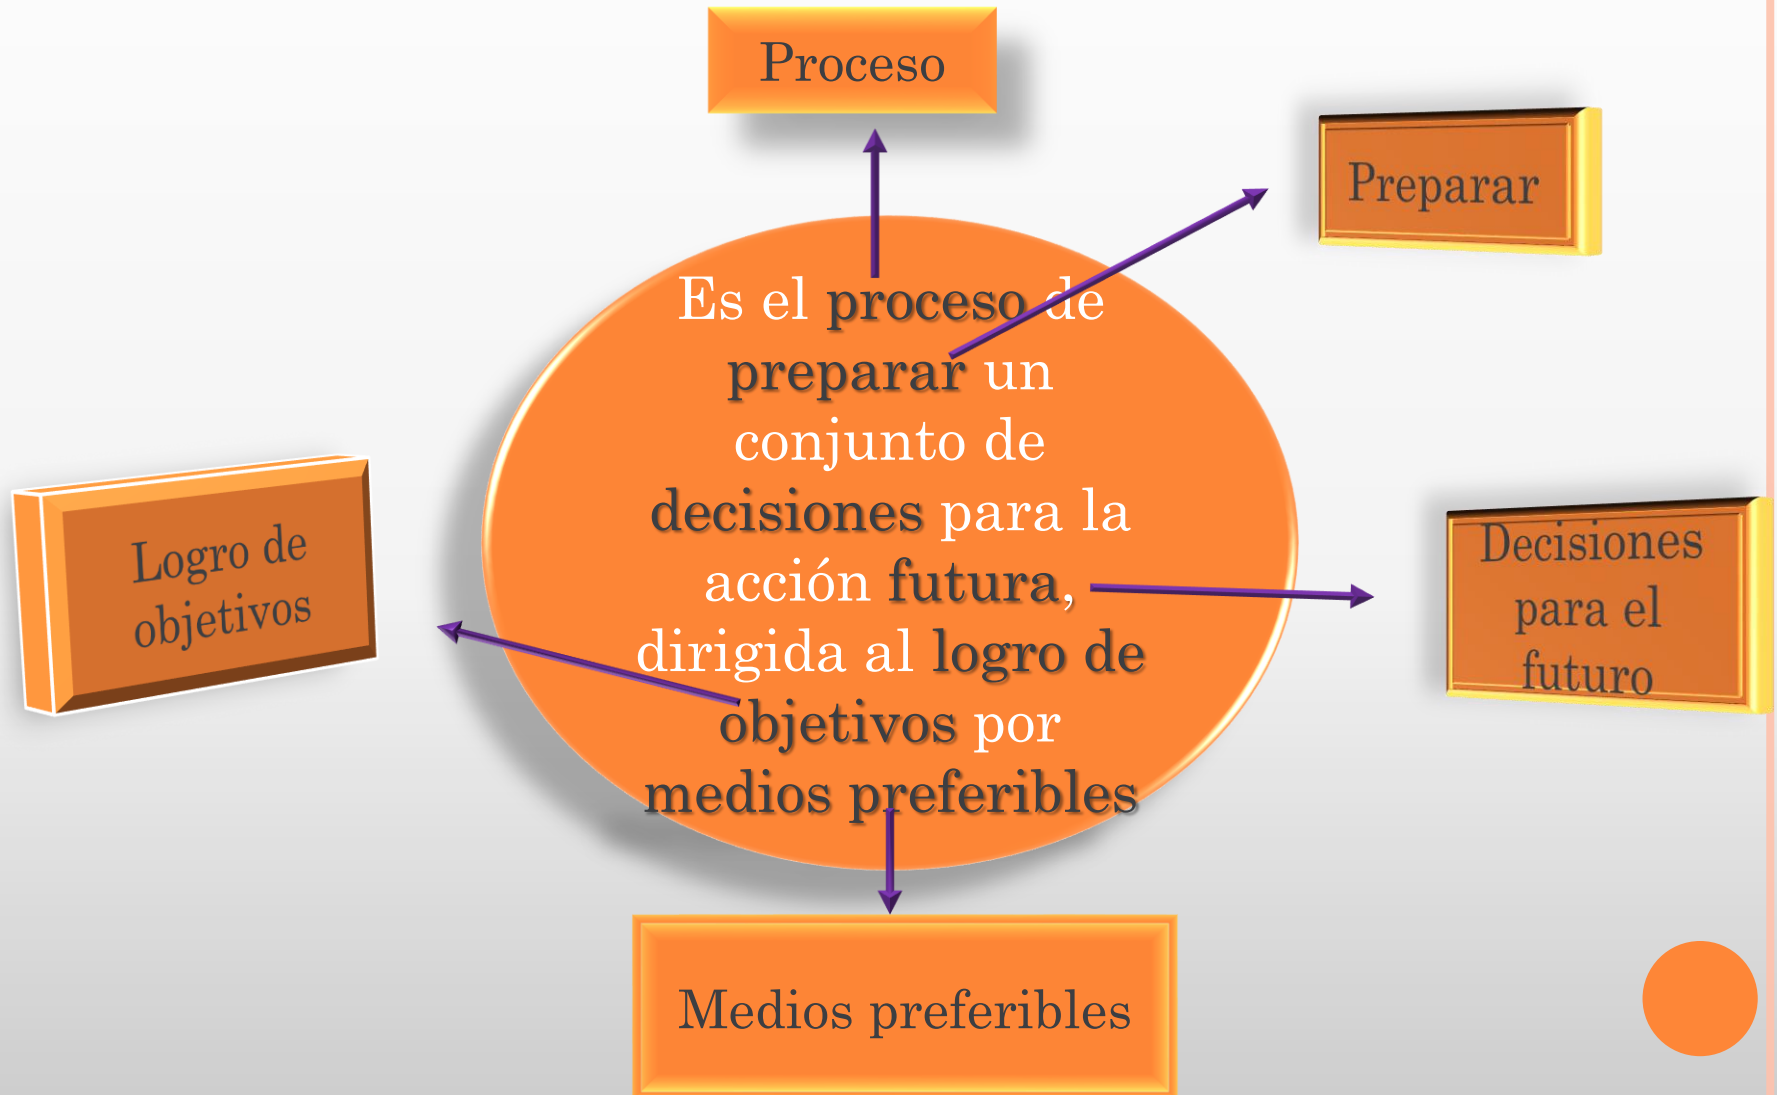 Proceso
Preparar
Es el proceso de
preparar un
conjunto de
decisiones para la
acción futura,
dirigida al logro de
objetivos por
medios preferibles
Logro de
objetivos
Decisiones
para el
futuro
Medios preferibles